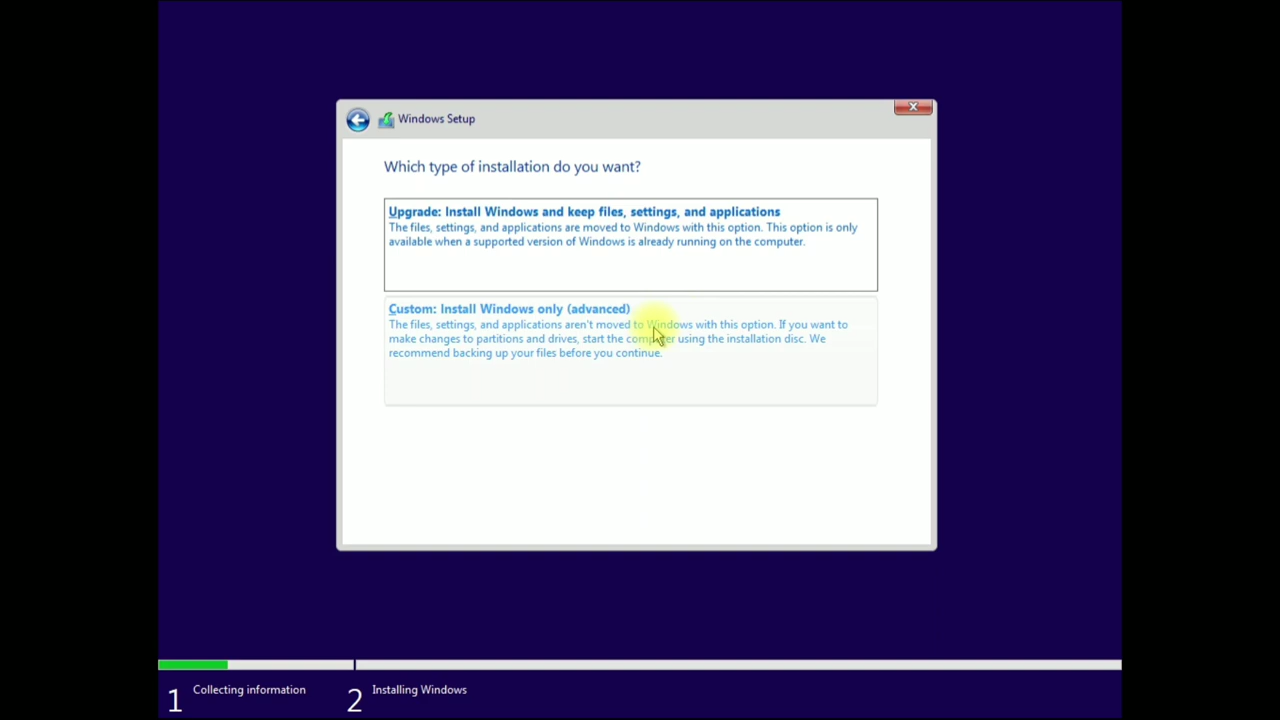 Windows Setup
X
Which type of installation do you want?
Upgrade: Install Windows and keep files, settings, and applications
The files, settings, and applications are moved to Windows with this option. This option is only
available when a supported version of Windows is already running on the computer.
Custom: Install Windows only (advanced)
The files, settings, and applications aren't moved to Windows with this option. If you want to
make changes to partitions and drives, start the computer using the installation disc. We
recommend backing up your files before you continue.
1 Collecting information
2 Installing Windows